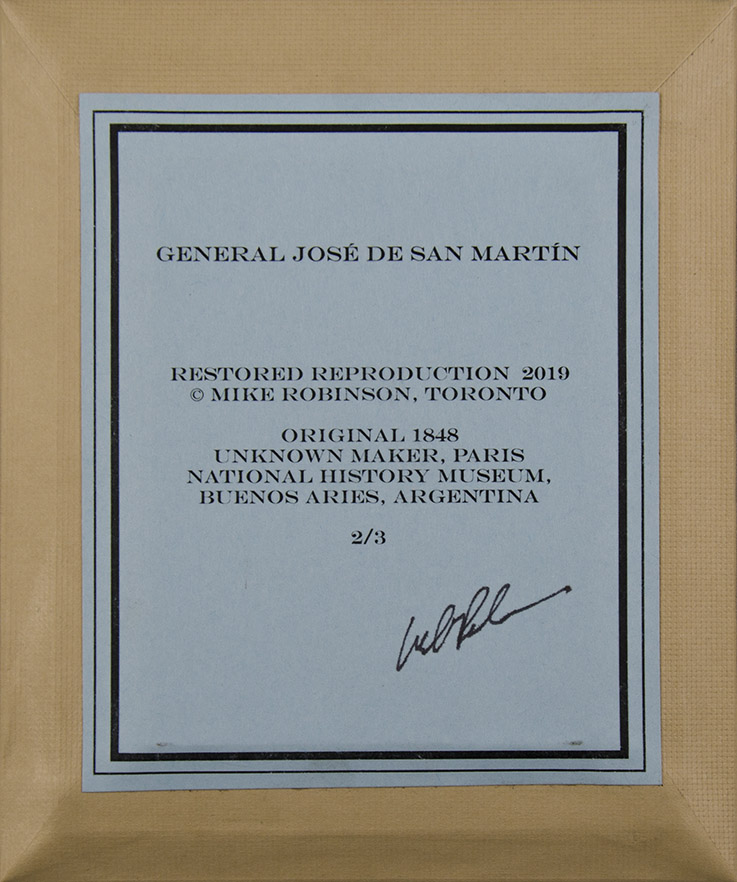 GENERAL JOSÉ DE SAN MARTÍN
RESTORED REPRODUCTION 2019
© MIKE ROBINSON, TORONTO
ORIGINAL 1848
UNKNOWN MAKER, PARIS
NATIONAL HISTORY MUSEUM,
BUENOS ARIES, ARGENTINA
2/3